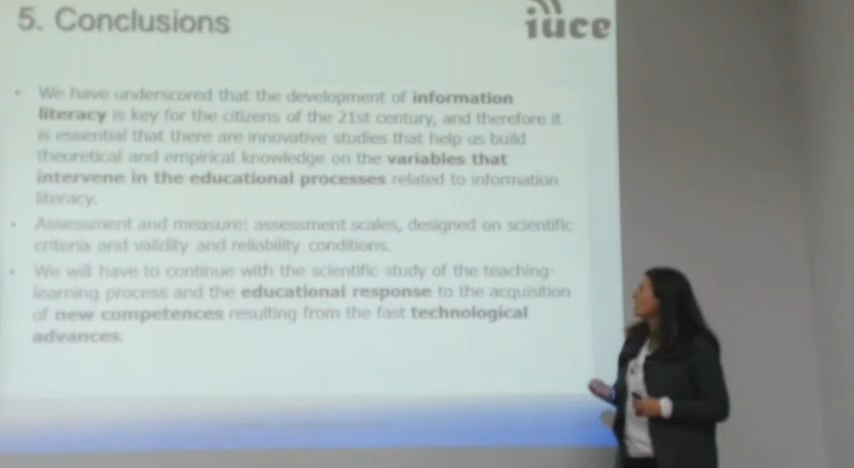 5. Conclusions
iuce
• We have underscored that the development of information
literacy is key for the citizens of the 21st century, and therefore it
is essential that there are innovative studies that help us build
theoretical and empirical knowledge on the variables that
intervene in the educational processes related to information
literacy.
• Assessment and measure: assessment scales, designed on scientific
criteria and validity and reliability conditions.
• We will have to continue with the scientific study of the teaching-
learning process and the educational response to the acquisition
of new competences resulting from the fast technological
advances.